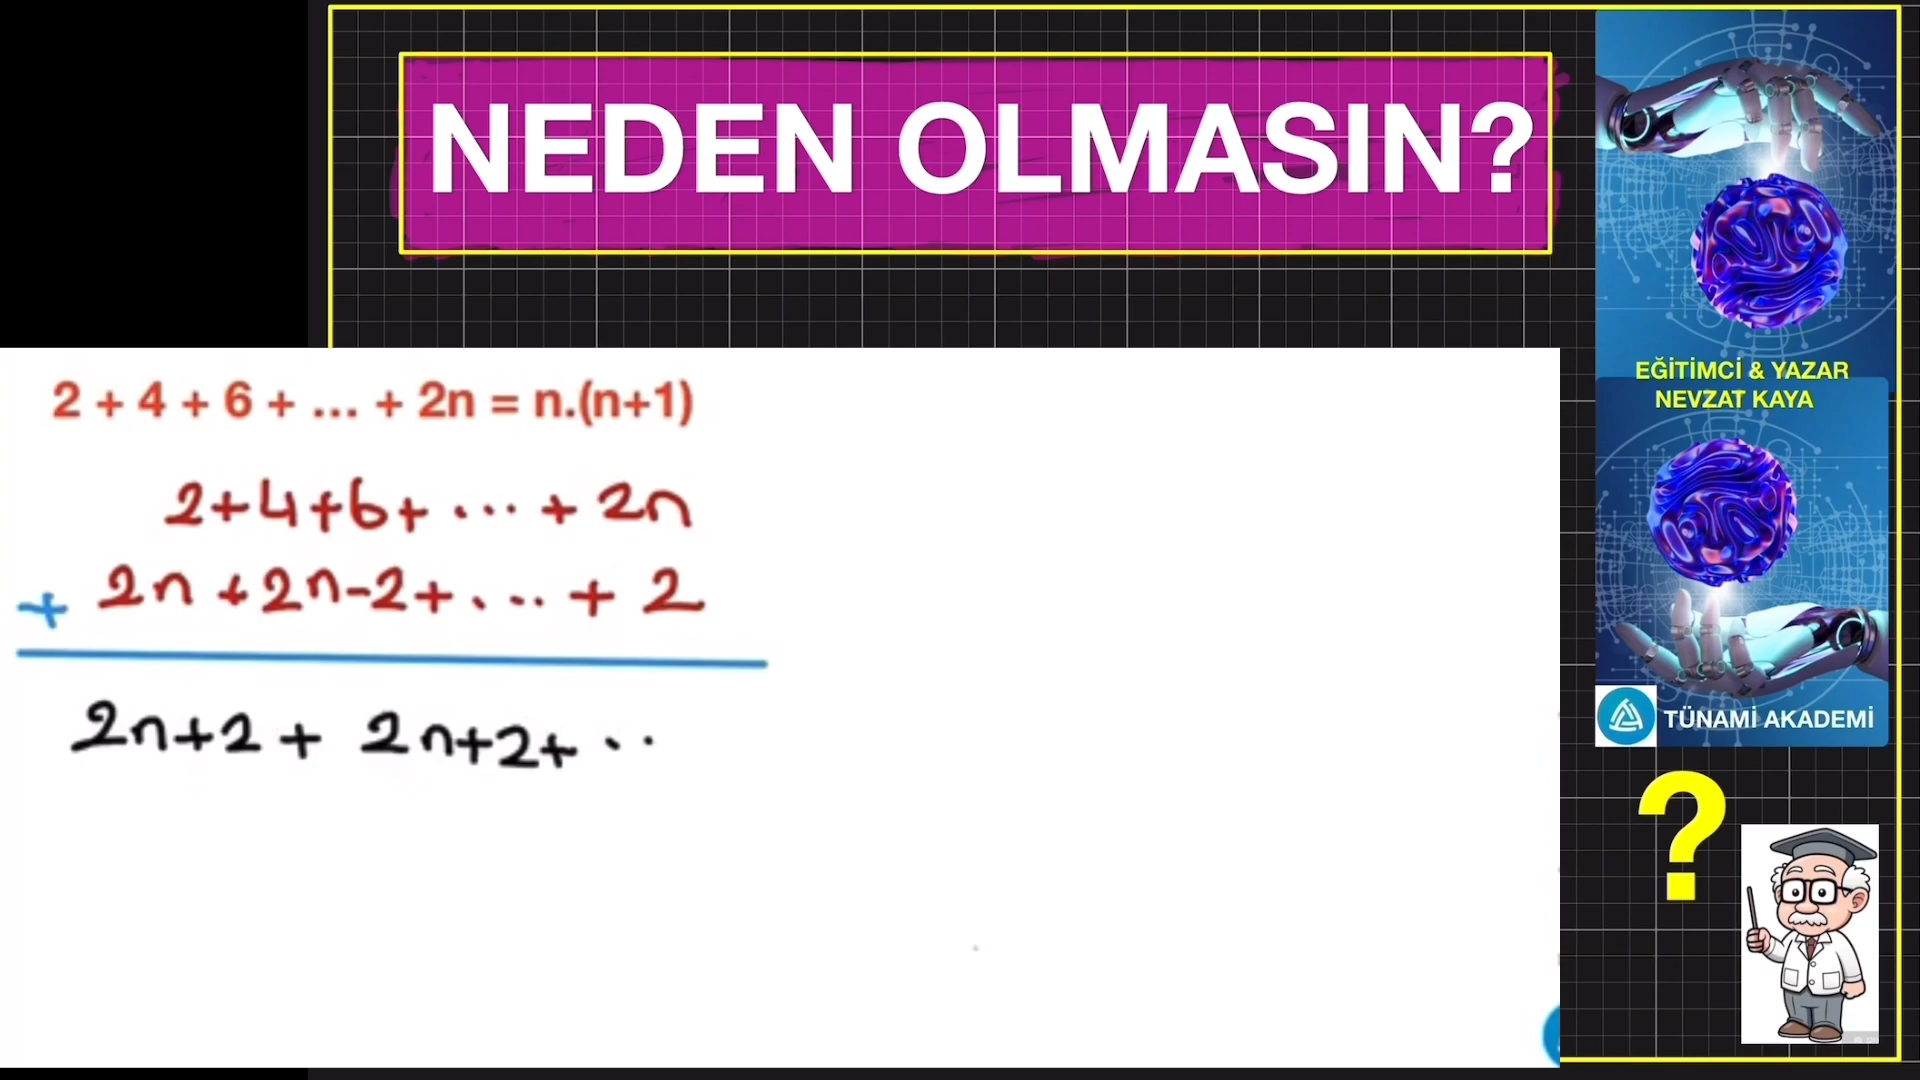 NEDEN OLMASIN?
2 + 4 + 6 + ... + 2n = n.(n+1)
2+4+6+ ... + 2n
+ 2n +2n-2+ ... + 2
2n+2 + 2n+2+ ..
EĞİTİMCİ & YAZAR
NEVZAT KAYA
TÜNAMİ AKADEMİ
?